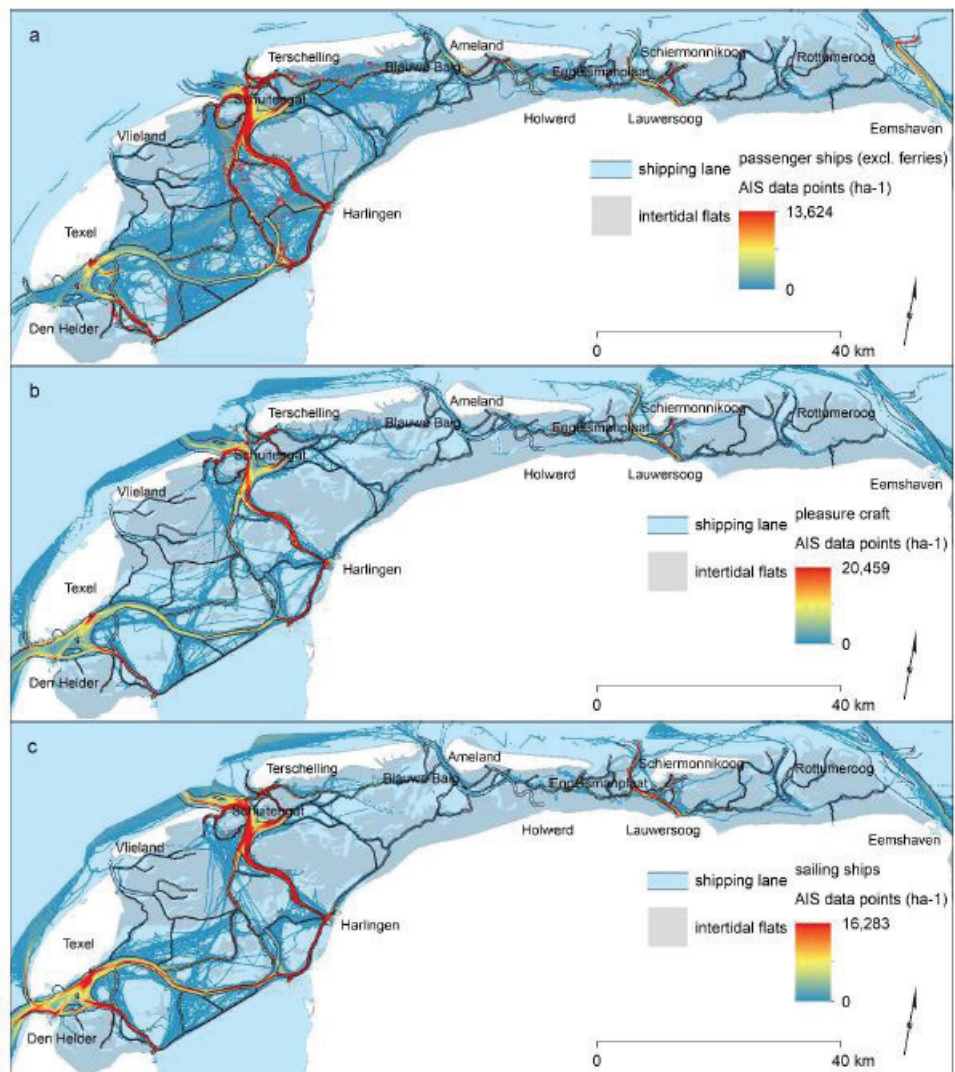 a
Terschelling
Ameland
Blauwe Balg
Schiermonnikoog
Rottumeroog
Engelsmanplaat
Schuitengat
Vlieland
Holwerd
Lauwersoog
Eemshaven
shipping lane
passenger ships (excl. ferries)
AIS data points (ha-1)
intertidal flats
13,624
0
Harlingen
Texel
Den Helder
0
40 km
b
Ameland
Terschelling
Schiermonnikoog
Blauwe Balg
Rottumeroog
Engelsmanplaat
Schuitengat
Vlieland
Holwerd
Lauwersoog
Eemshaven
shipping lane
pleasure craft
AIS data points (ha-1)
intertidal flats
20,459
0
Harlingen
Texel
Den Helder
0
40 km
c
Ameland
Terschelling
Schiermonnikoog
Blauwe Balg
Rottumeroog
Engelsmanplaat
Schuitengat
Vlieland
Holwerd
Lauwersoog
Eemshaven
shipping lane
sailing ships
AIS data points (ha-1)
intertidal flats
16,283
0
Harlingen
Texel
Den Helder
0
40 km